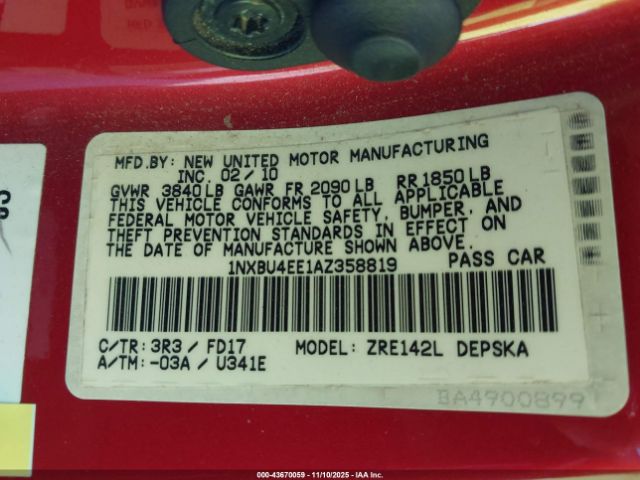 MFD.BY: NEW UNITED MOTOR MANUFACTURING
INC. 02/10
GVWR 3840LB GAWR FR 2090LB RR 1850LB
THIS VEHICLE CONFORMS TO ALL APPLICABLE
FEDERAL MOTOR VEHICLE SAFETY, BUMPER, AND
THEFT PREVENTION STANDARDS IN EFFECT ON
THE DATE OF MANUFACTURE SHOWN ABOVE.
1NXBU4EE1AZ358819 PASS CAR
C/TR: 3R3 / FD17 MODEL: ZRE142L DEPSKA
A/TM: -03A / U341E
BA4900899
000-43670059 - 11/10/2025 - IAA Inc.